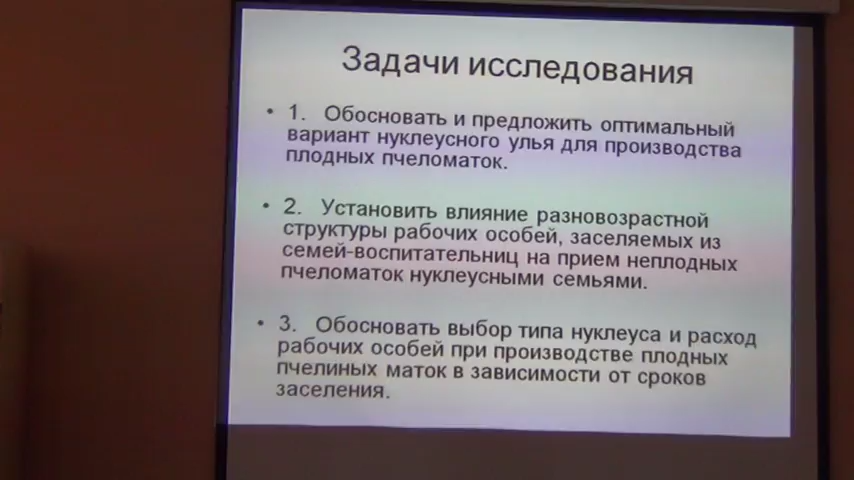 Задачи исследования
• 1. Обосновать и предложить оптимальный
вариант нуклеусного улья для производства
плодных пчеломаток.
• 2. Установить влияние разновозрастной
структуры рабочих особей, заселяемых из
семей-воспитательниц на прием неплодных
пчеломаток нуклеусными семьями.
• 3. Обосновать выбор типа нуклеуса и расход
рабочих особей при производстве плодных
пчелиных маток в зависимости от сроков
заселения.